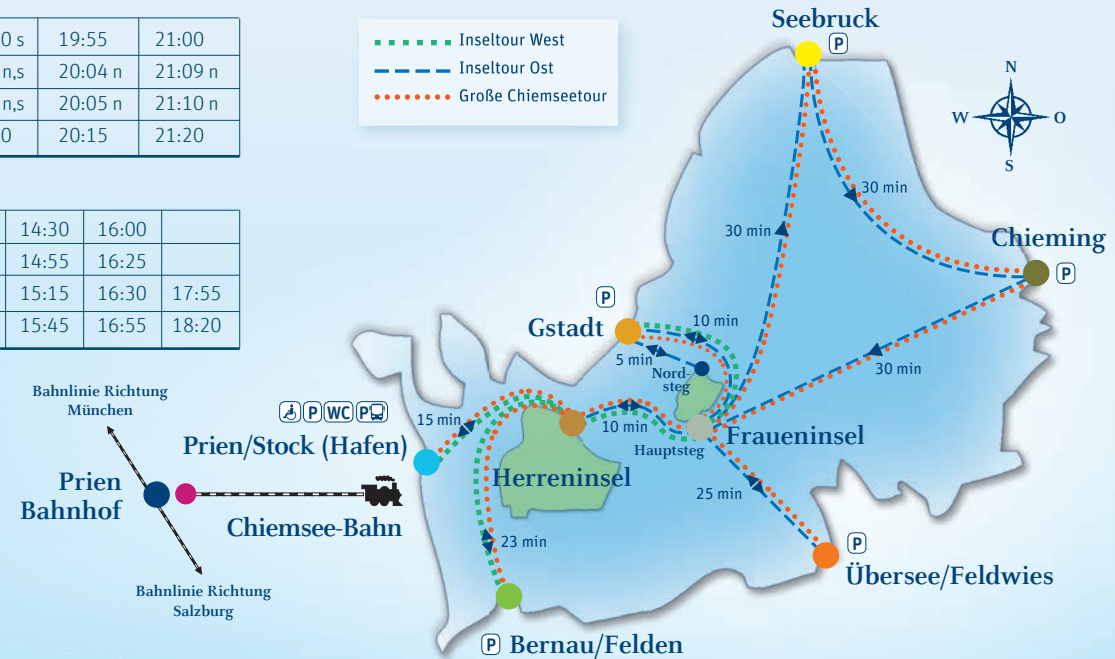 0 s 19:55 21:00
n,s 20:04 n 21:09 n
n,s 20:05 n 21:10 n
0 20:15 21:20
14:30 16:00
14:55 16:25
15:15 16:30 17:55
15:45 16:55 18:20
Inseltour West
Inseltour Ost
Große Chiemseetour
Seebruck
P
N
W O
S
30 min
30 min
Chieming
P
P
Gstadt
10 min
5 min
Nord-
steg
30 min
Bahnlinie Richtung
München
P WC P
15 min
Prien/Stock (Hafen)
10 min
Fraueninsel
Hauptsteg
Herreninsel
Prien
Bahnhof
25 min
Chiemsee-Bahn
23 min
P
Übersee/Feldwies
Bahnlinie Richtung
Salzburg
P Bernau/Felden